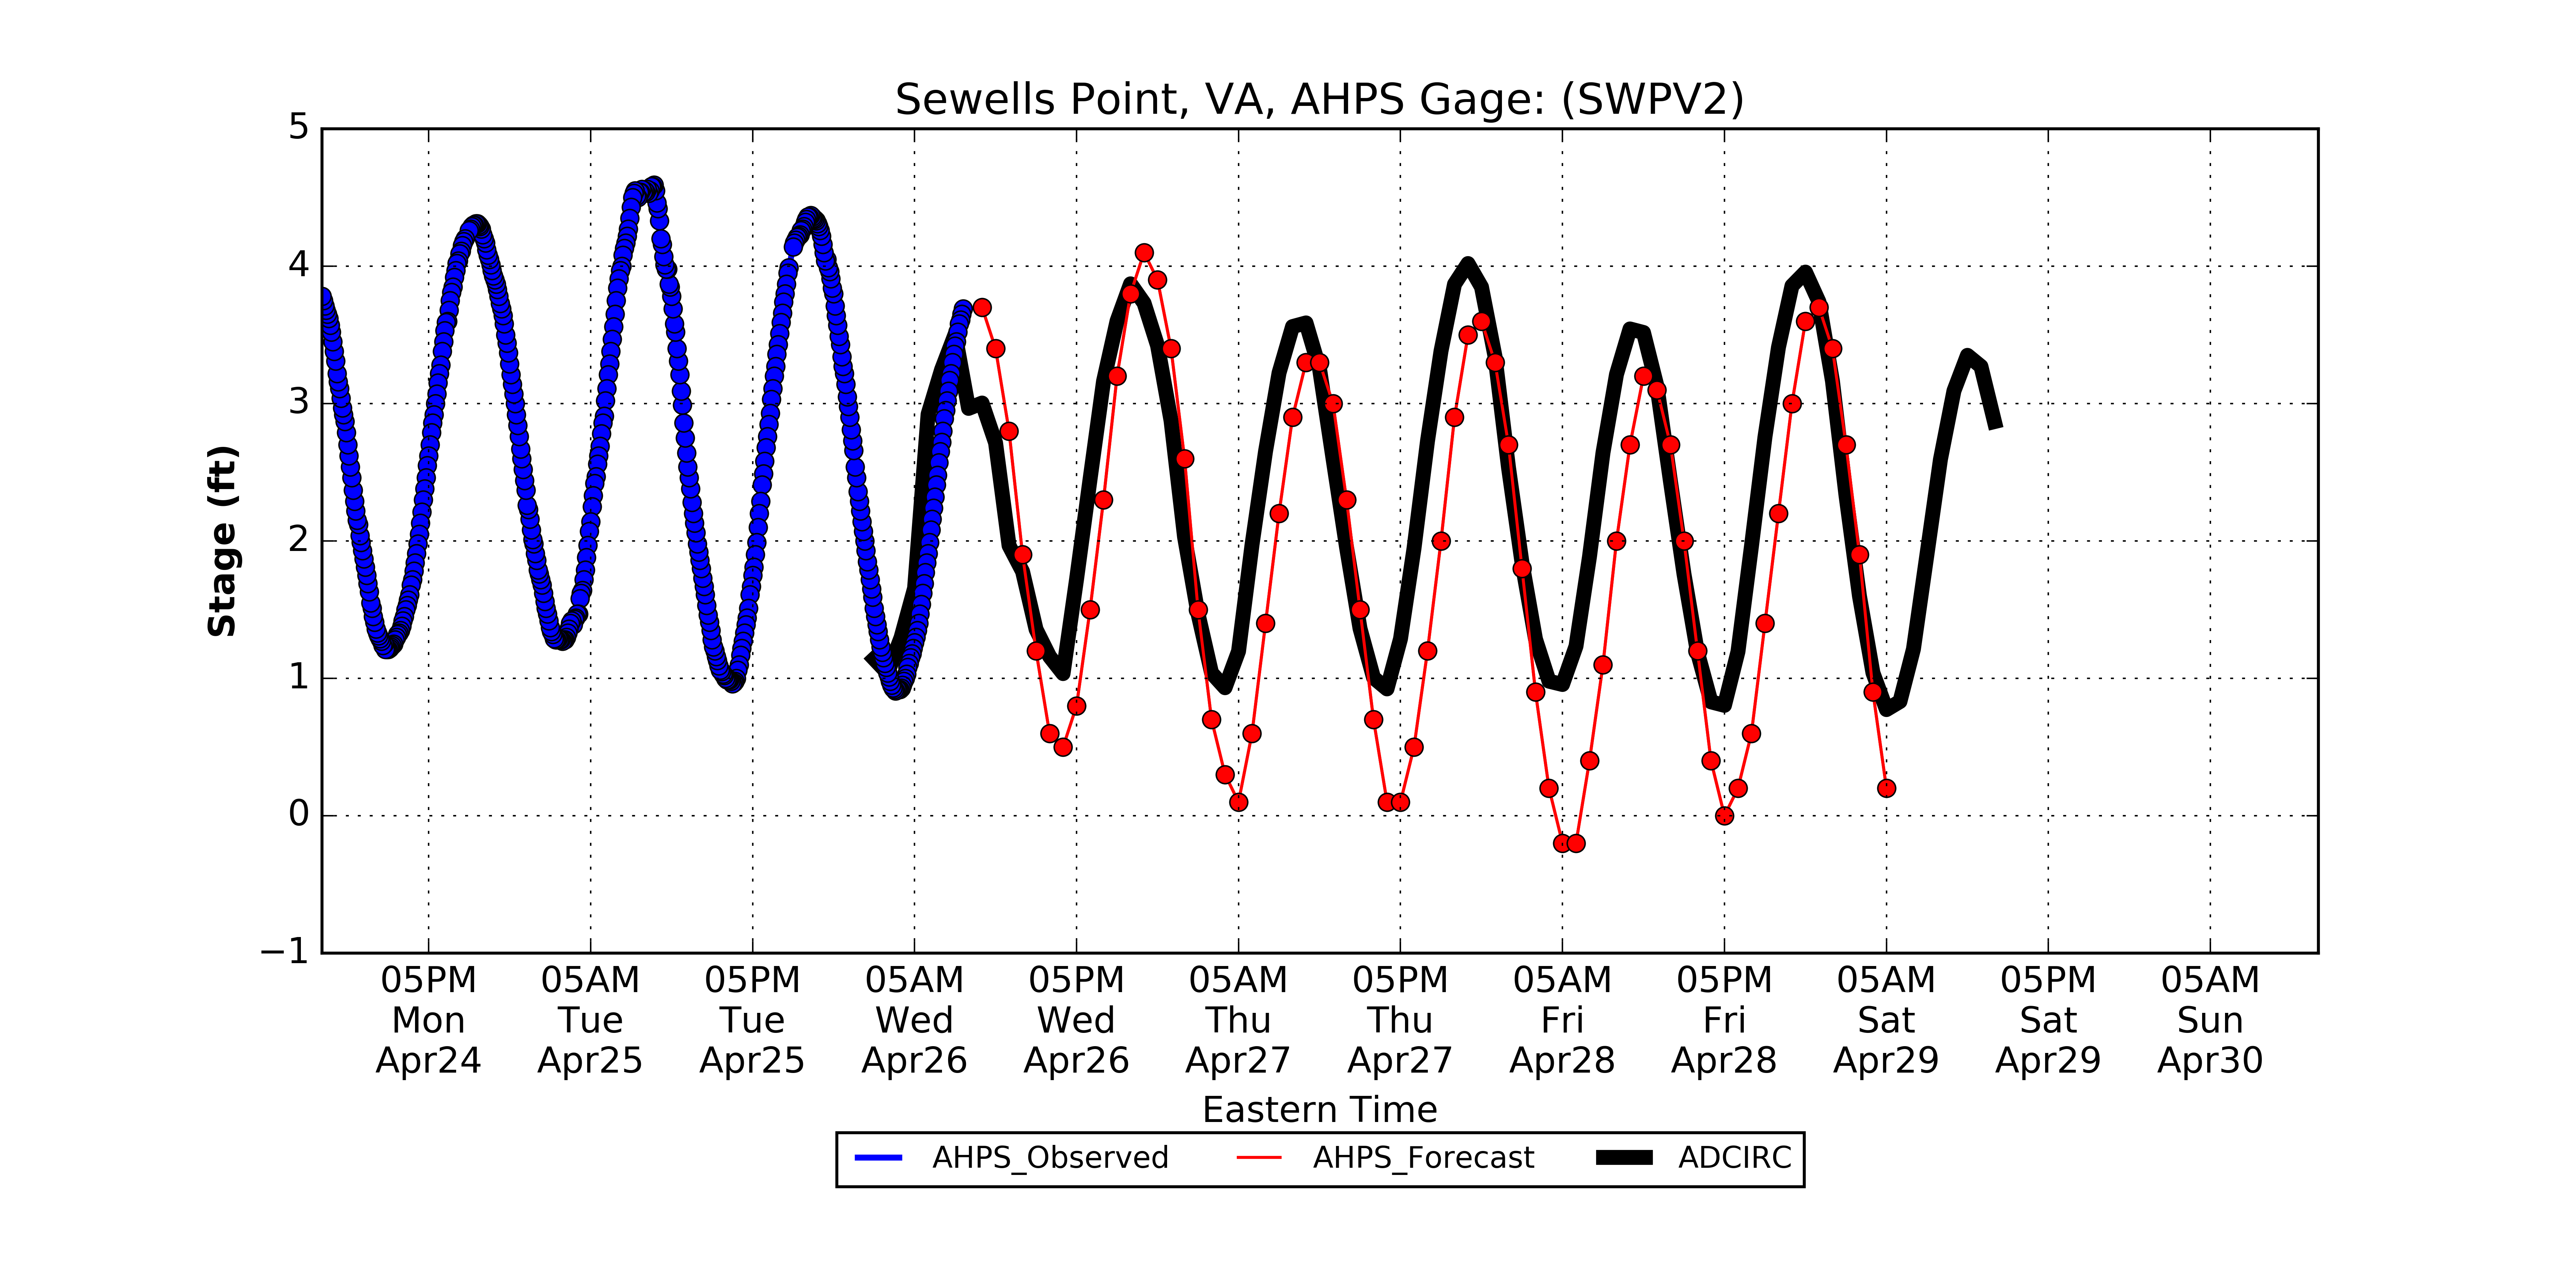 Sewells Point, VA, AHPS Gage: (SWPV2)
5
4
3
2
1
0
−1
Stage (ft)
05PM 05AM 05PM 05AM 05PM 05AM 05PM 05AM 05PM 05AM 05PM 05AM
Mon Tue Tue Wed Wed Thu Thu Fri Fri Sat Sat Sun
Apr24 Apr25 Apr25 Apr26 Apr26 Apr27 Apr27 Apr28 Apr28 Apr29 Apr29 Apr30
Eastern Time
AHPS_Observed AHPS_Forecast ADCIRC